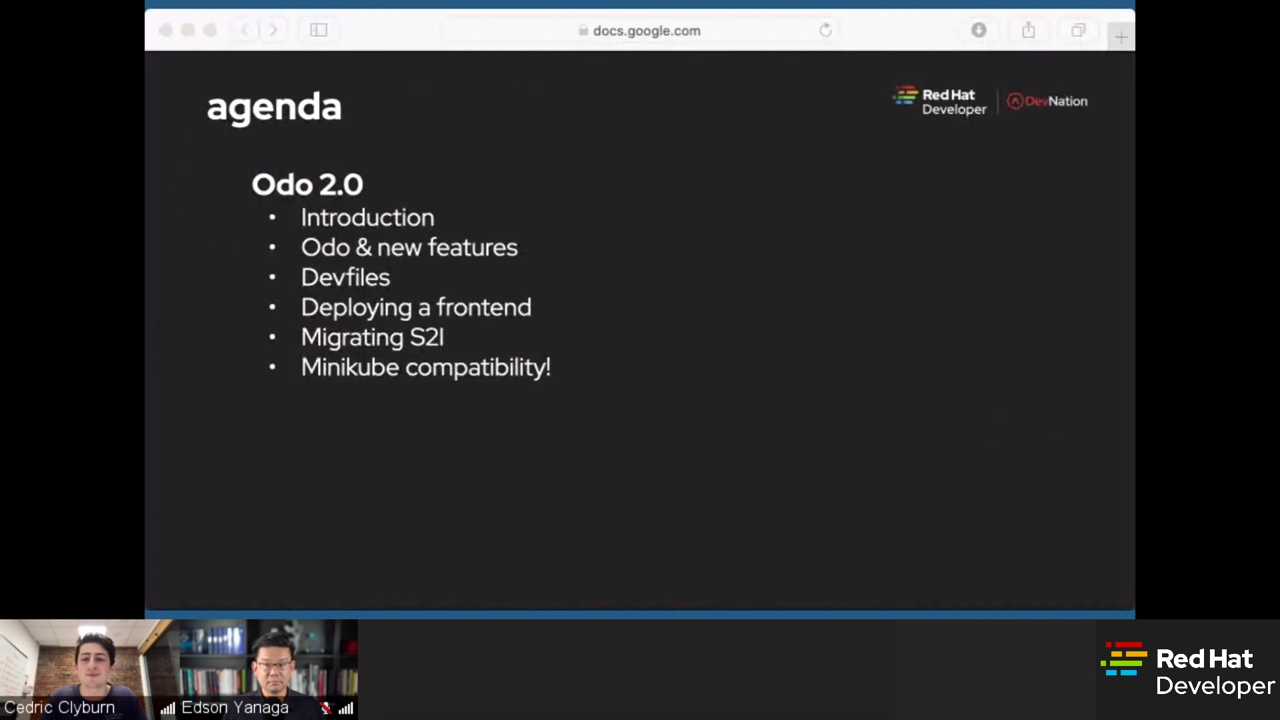 docs.google.com
agenda
Red Hat
Developer
DevNation
Odo 2.0
• Introduction
• Odo & new features
• Devfiles
• Deploying a frontend
• Migrating S2I
• Minikube compatibility!
Cedric Clyburn
Edson Yanaga
Red Hat
Developer